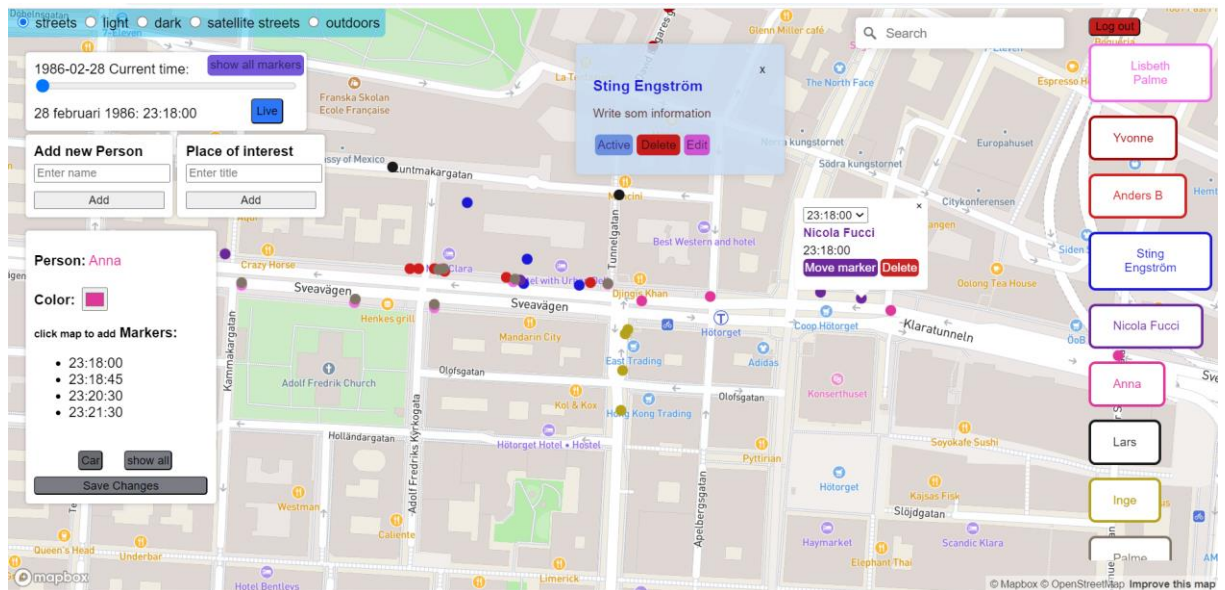 streets light dark satellite streets outdoors
1986-02-28 Current time: show all markers
28 februari 1986: 23:18:00 Live
Add new Person
Enter name
Add
Place of interest
Enter title
Add
Person: Anna
Color:
click map to add Markers:
23:18:00
23:18:45
23:20:30
23:21:30
Car show all
Save Changes
x
Sting Engström
Write som information
Active Delete Edit
Search
Log out
Lisbeth
Palme
Yvonne
Anders B
Sting
Engström
Nicola Fucci
Anna
Lars
Inge
Palme
×
23:18:00
Nicola Fucci
23:18:00
Move marker Delete
7-Eleven
Glenn Miller café
Franska Skolan
Ecole Française
The North Face
Espresso H
kungstornet
Södra kungstornet
Europahuset
Citykonferensen
Mexico
untmakargatan
Tunnelgatan
Best Western and hotel
Crazy Horse
Clara
Sveavägen
Sveavägen
Djingis Khan
Henkes grill
Mandarin City
Hötorget
T
Coop Hötorget
Oolong Tea House
Klaratunneln
ÖoB
Kammakargatan
Adolf Fredrik Church
Adolf Fredriks Kyrkogata
East Trading
Adidas
Olofsgatan
Olofsgatan
Kol & Kox
Hong Kong Trading
Konserthuset
Holländargatan
Hötorget Hotel • Hostel
Pyttirian
Soyokafe Sushi
Hötorget
Kajsas Fisk
Slöjdgatan
Westman
Caliente
Apelbergsgatan
Haymarket
Scandic Klara
Elephant Thai
Queen's Head
Underbar
Hotel Bentleys
Limerick
mapbox
© Mapbox © OpenStreetMap Improve this map